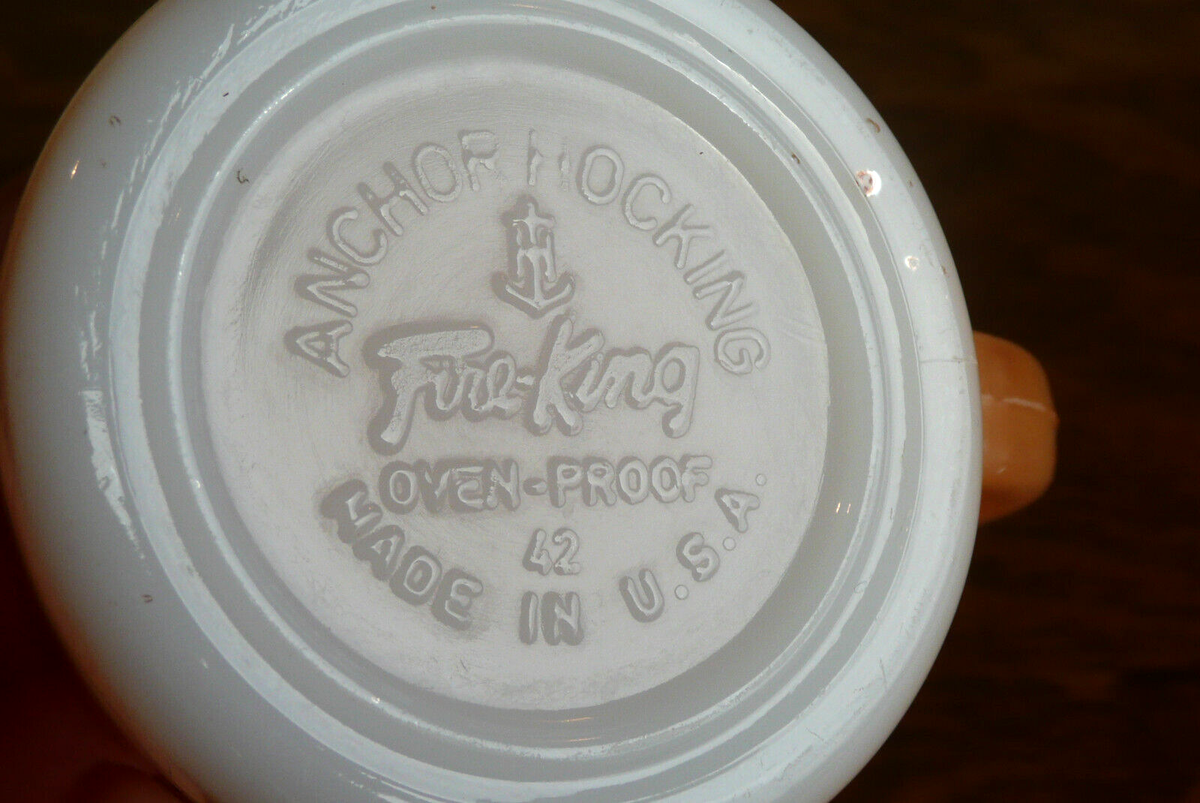 ANCHOR HOCKING
Fire-King
OVEN-PROOF
42
MADE IN U.S.A.